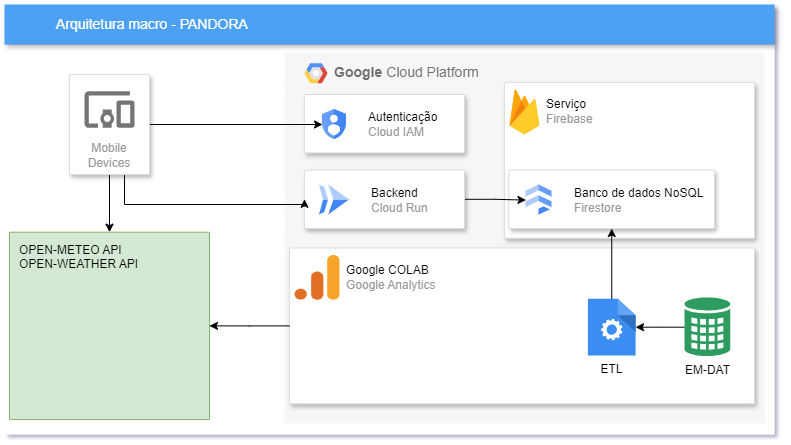 Arquitetura macro - PANDORA
Google Cloud Platform
Mobile
Devices
Autenticação
Cloud IAM
Serviço
Firebase
Backend
Cloud Run
Banco de dados NoSQL
Firestore
OPEN-METEO API
OPEN-WEATHER API
Google COLAB
Google Analytics
ETL
EM-DAT